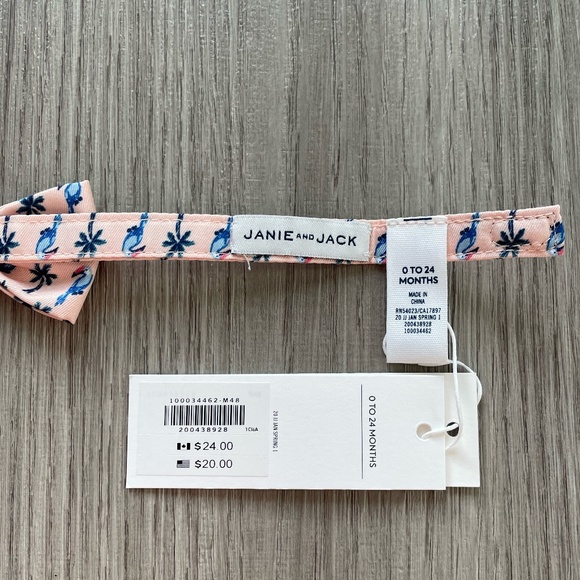 JANIE AND JACK
0 TO 24
MONTHS
MADE IN
CHINA
RN54023/CA17897
20 JJ JAN SPRING 1
200438928
100034462
100034462-M48
200438928
$24.00
$20.00
20 JJ JAN SPRING 1
0 TO 24 MONTHS